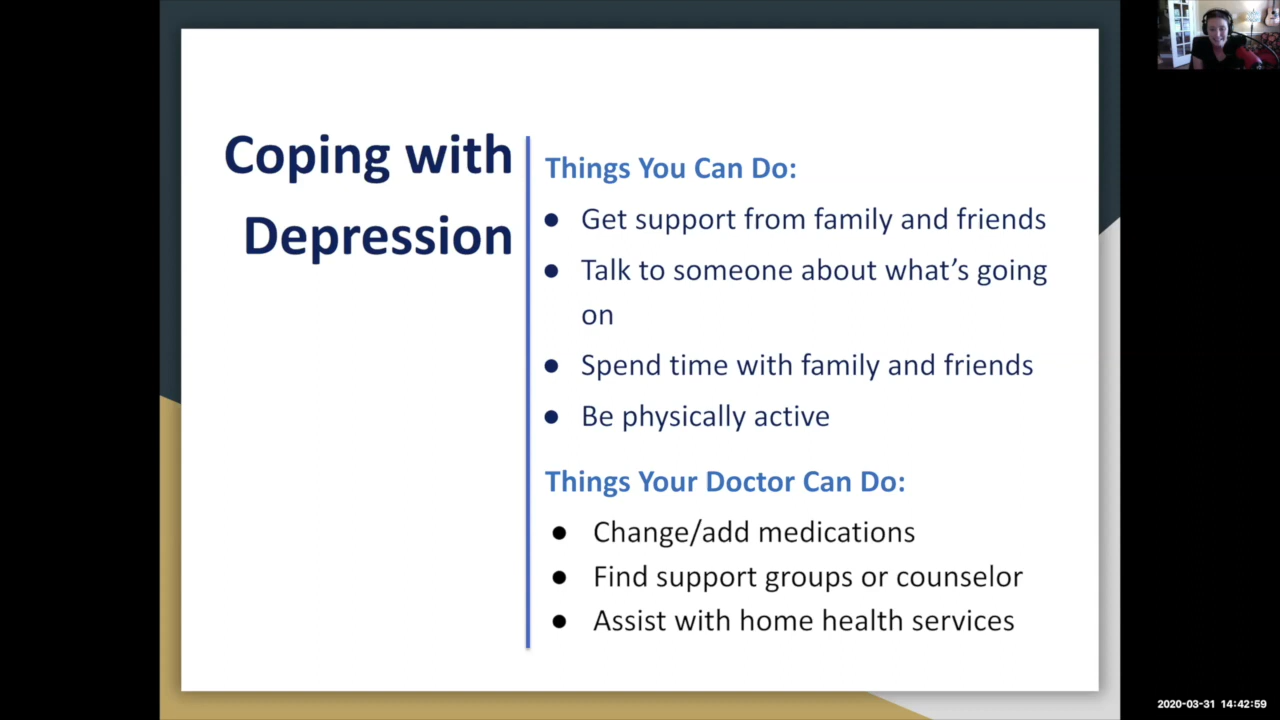 Coping with
Depression
Things You Can Do:
● Get support from family and friends
● Talk to someone about what’s going
on
● Spend time with family and friends
● Be physically active
Things Your Doctor Can Do:
● Change/add medications
● Find support groups or counselor
● Assist with home health services
2020-03-31 14:42:59